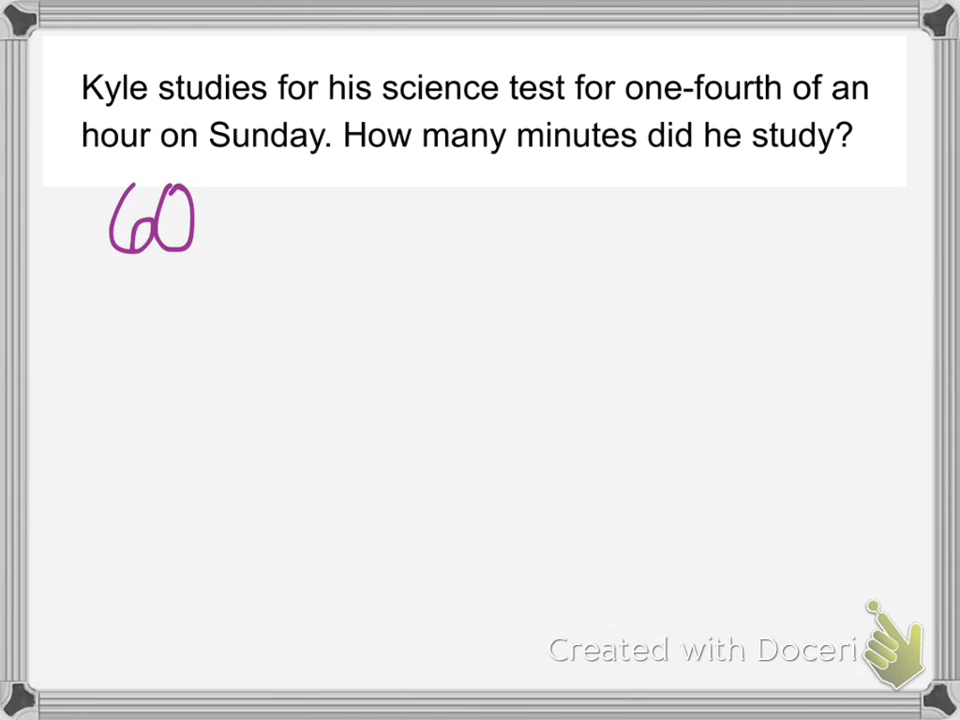 Kyle studies for his science test for one-fourth of an
hour on Sunday. How many minutes did he study?
60
Created with Doceri